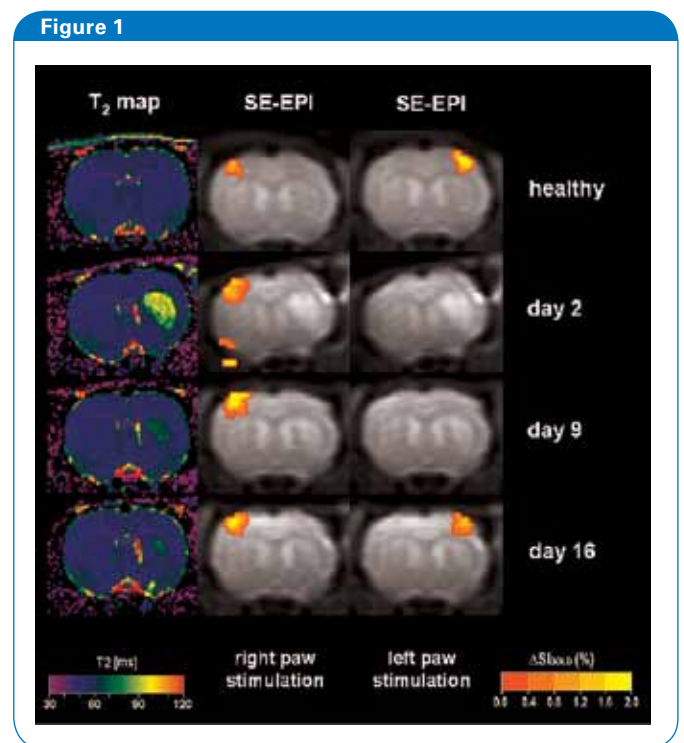 Figure 1
T₂ map SE-EPI SE-EPI
healthy
day 2
day 9
day 16
T2 [ms] right paw stimulation left paw stimulation ΔSI_BOLD (%)
30 60 90 120 0.0 0.4 0.8 1.2 1.6 2.0